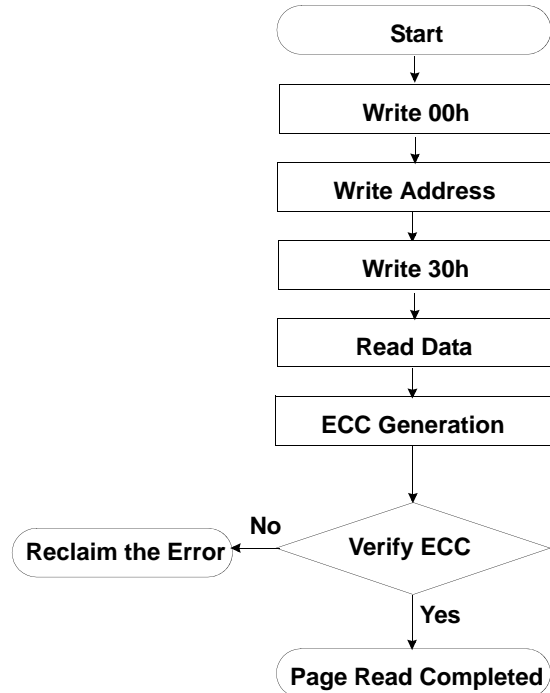 Start
Write 00h
Write Address
Write 30h
Read Data
ECC Generation
No
Reclaim the Error
Verify ECC
Yes
Page Read Completed